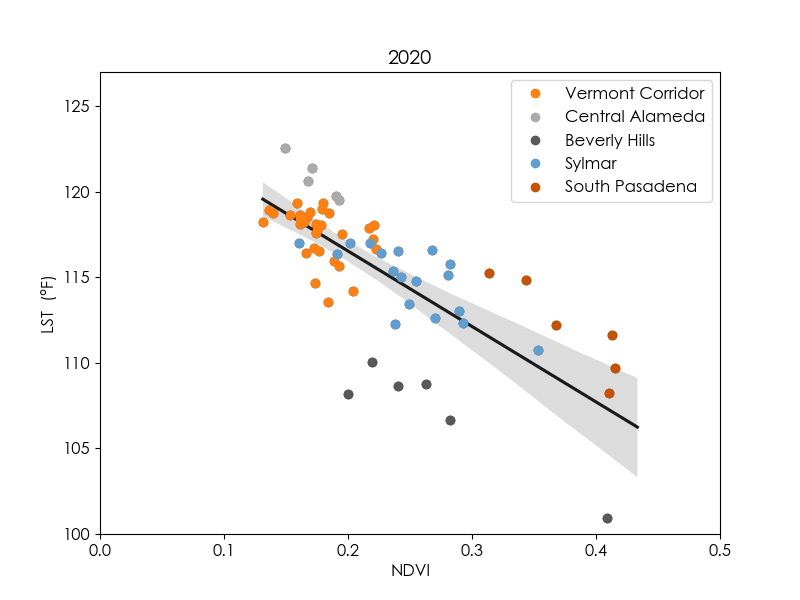 2020
Vermont Corridor
Central Alameda
Beverly Hills
Sylmar
South Pasadena
125
120
115
110
105
100
LST (°F)
0.0 0.1 0.2 0.3 0.4 0.5
NDVI